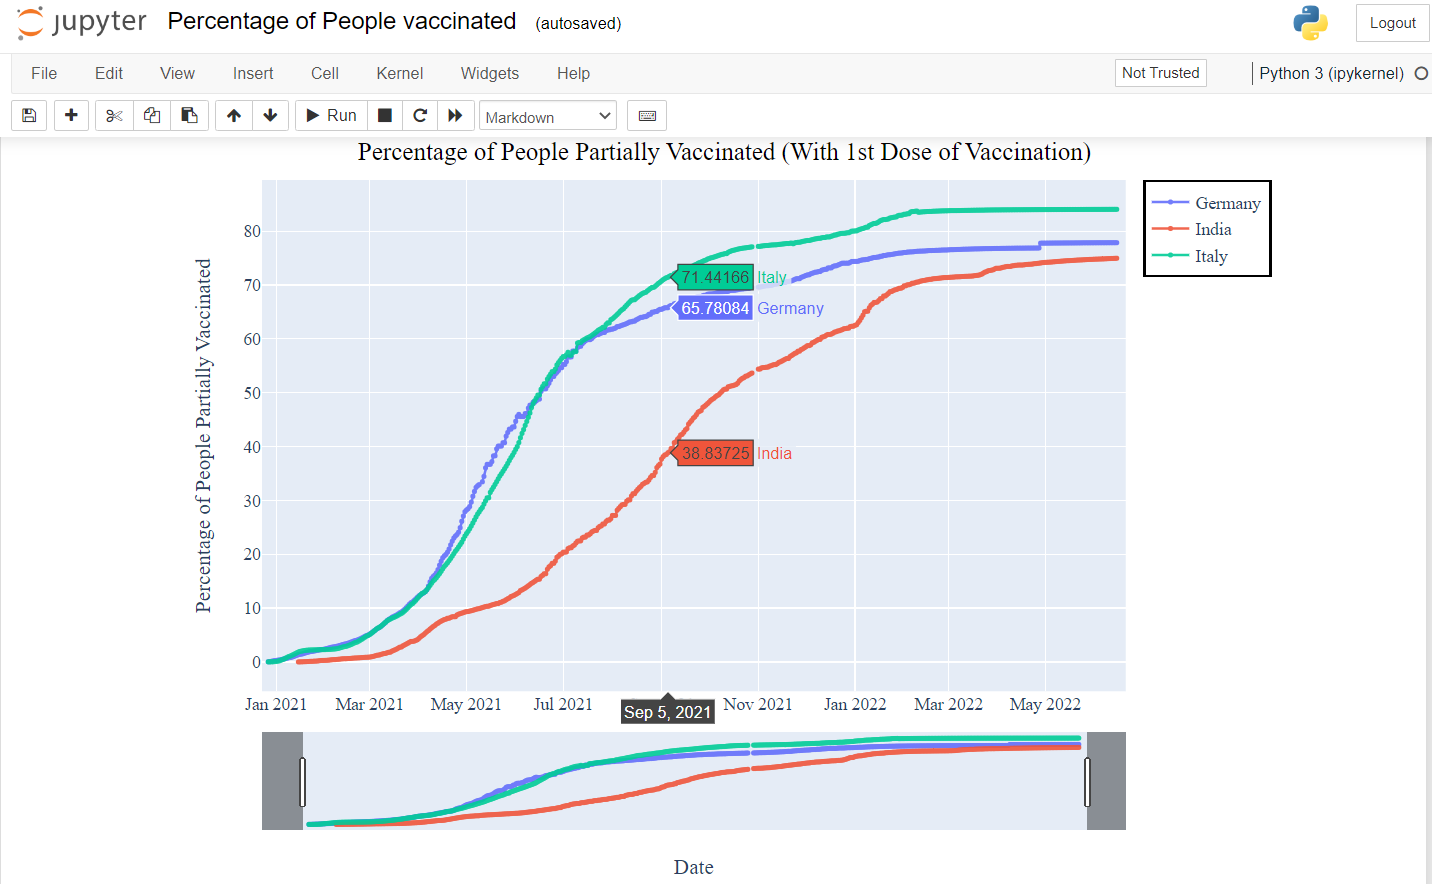 jupyter Percentage of People vaccinated (autosaved) Logout
File Edit View Insert Cell Kernel Widgets Help Not Trusted Python 3 (ipykernel)
Run Markdown
Percentage of People Partially Vaccinated (With 1st Dose of Vaccination)
Percentage of People Partially Vaccinated
80
70
60
50
40
30
20
10
0
71.44166 Italy
65.78084 Germany
38.83725 India
Germany
India
Italy
Jan 2021 Mar 2021 May 2021 Jul 2021 Sep 5, 2021 Nov 2021 Jan 2022 Mar 2022 May 2022
Date